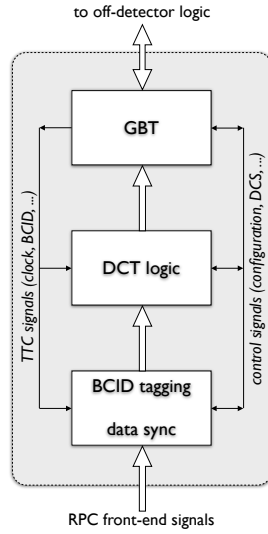 to off-detector logic
GBT
TTC signals (clock, BCID, ...)
control signals (configuration, DCS, ...)
DCT logic
BCID tagging
data sync
RPC front-end signals